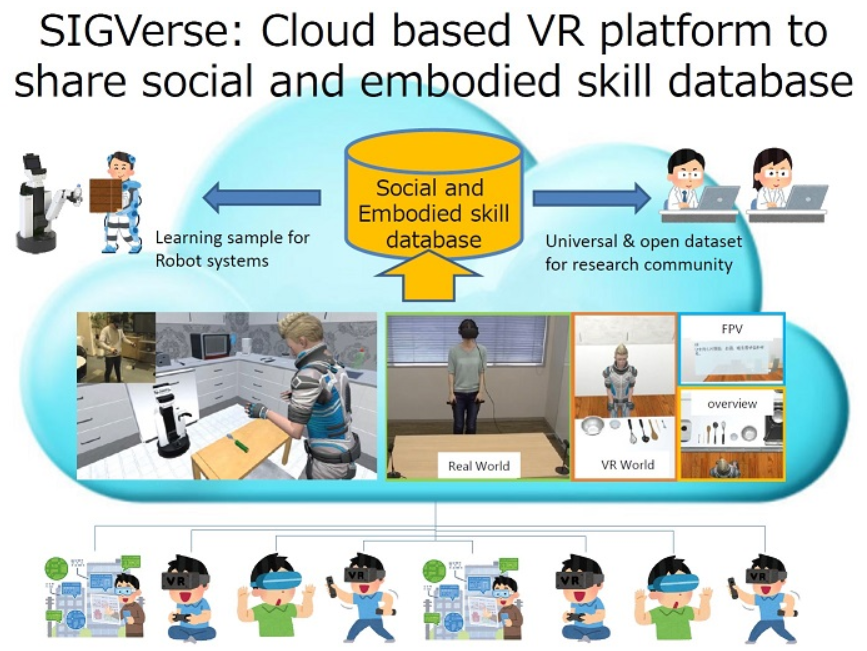 SIGVerse: Cloud based VR platform to
share social and embodied skill database
Social and
Embodied skill
database
Learning sample for
Robot systems
Universal & open dataset
for research community
Real World
VR World
FPV
overview
VR
VR
VR
VR